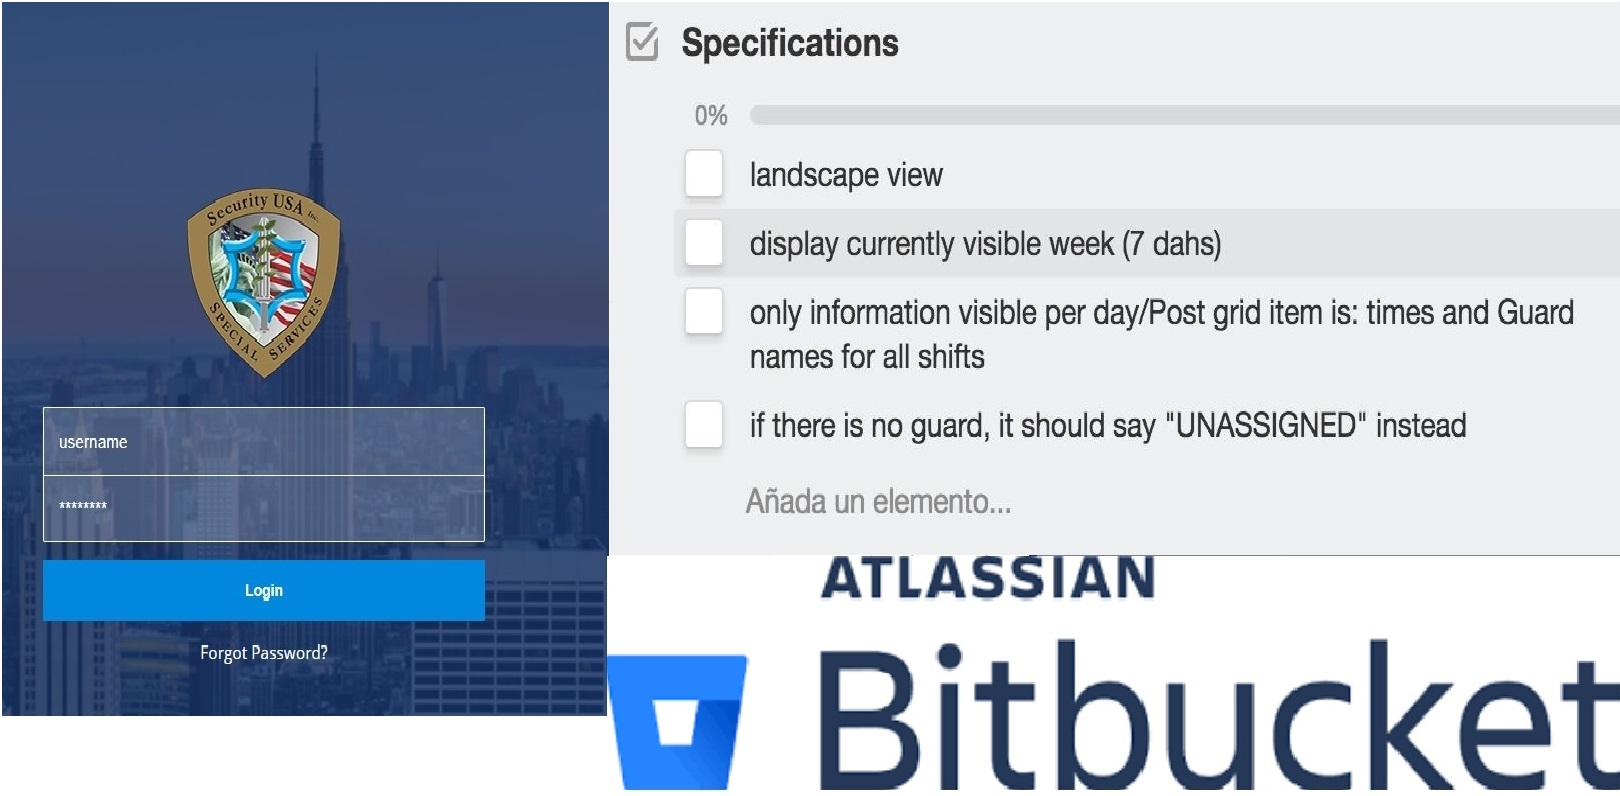 Security USA Inc.
SPECIAL SERVICES
username
********
Login
Forgot Password?
Specifications
0%
landscape view
display currently visible week (7 dahs)
only information visible per day/Post grid item is: times and Guard
names for all shifts
if there is no guard, it should say "UNASSIGNED" instead
Añada un elemento...
ATLASSIAN
Bitbucket